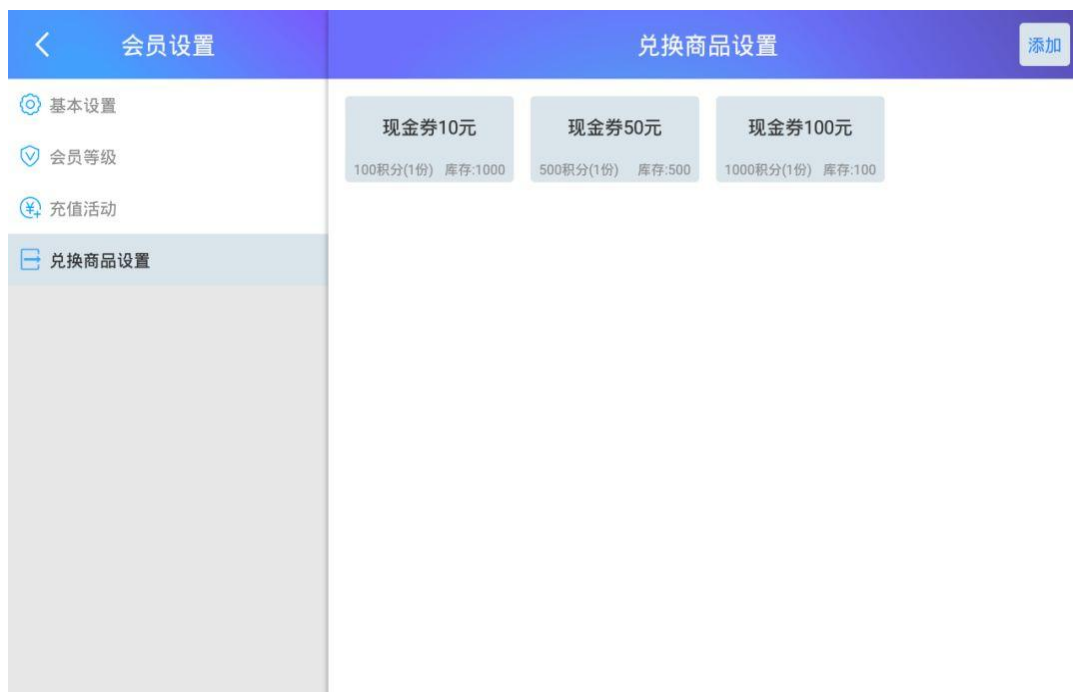 会员设置
兑换商品设置
添加
基本设置
会员等级
充值活动
兑换商品设置
现金券10元
100积分(1份) 库存:1000
现金券50元
500积分(1份) 库存:500
现金券100元
1000积分(1份) 库存:100